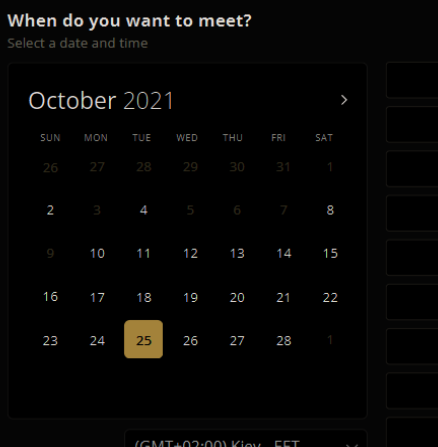 When do you want to meet?
Select a date and time
October 2021
SUN MON TUE WED THU FRI SAT
26 27 28 29 30 31 1
2 3 4 5 6 7 8
9 10 11 12 13 14 15
16 17 18 19 20 21 22
23 24 25 26 27 28 1
(GMT+02:00) Kiev - EET